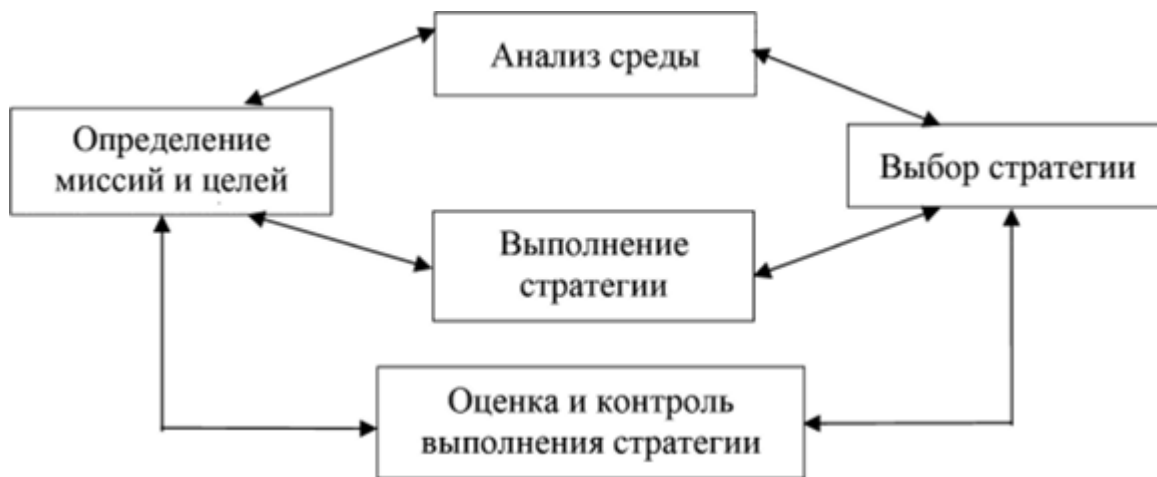 Анализ среды
Определение
миссий и целей
Выбор стратегии
Выполнение
стратегии
Оценка и контроль
выполнения стратегии